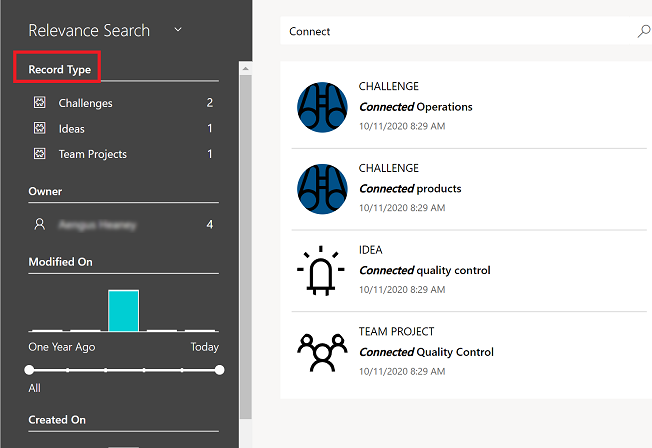 Relevance Search
Record Type
Challenges 2
Ideas 1
Team Projects 1
Owner
4
Modified On
One Year Ago Today
All
Created On
Connect
CHALLENGE
Connected Operations
10/11/2020 8:29 AM
CHALLENGE
Connected products
10/11/2020 8:29 AM
IDEA
Connected quality control
10/11/2020 8:29 AM
TEAM PROJECT
Connected Quality Control
10/11/2020 8:29 AM